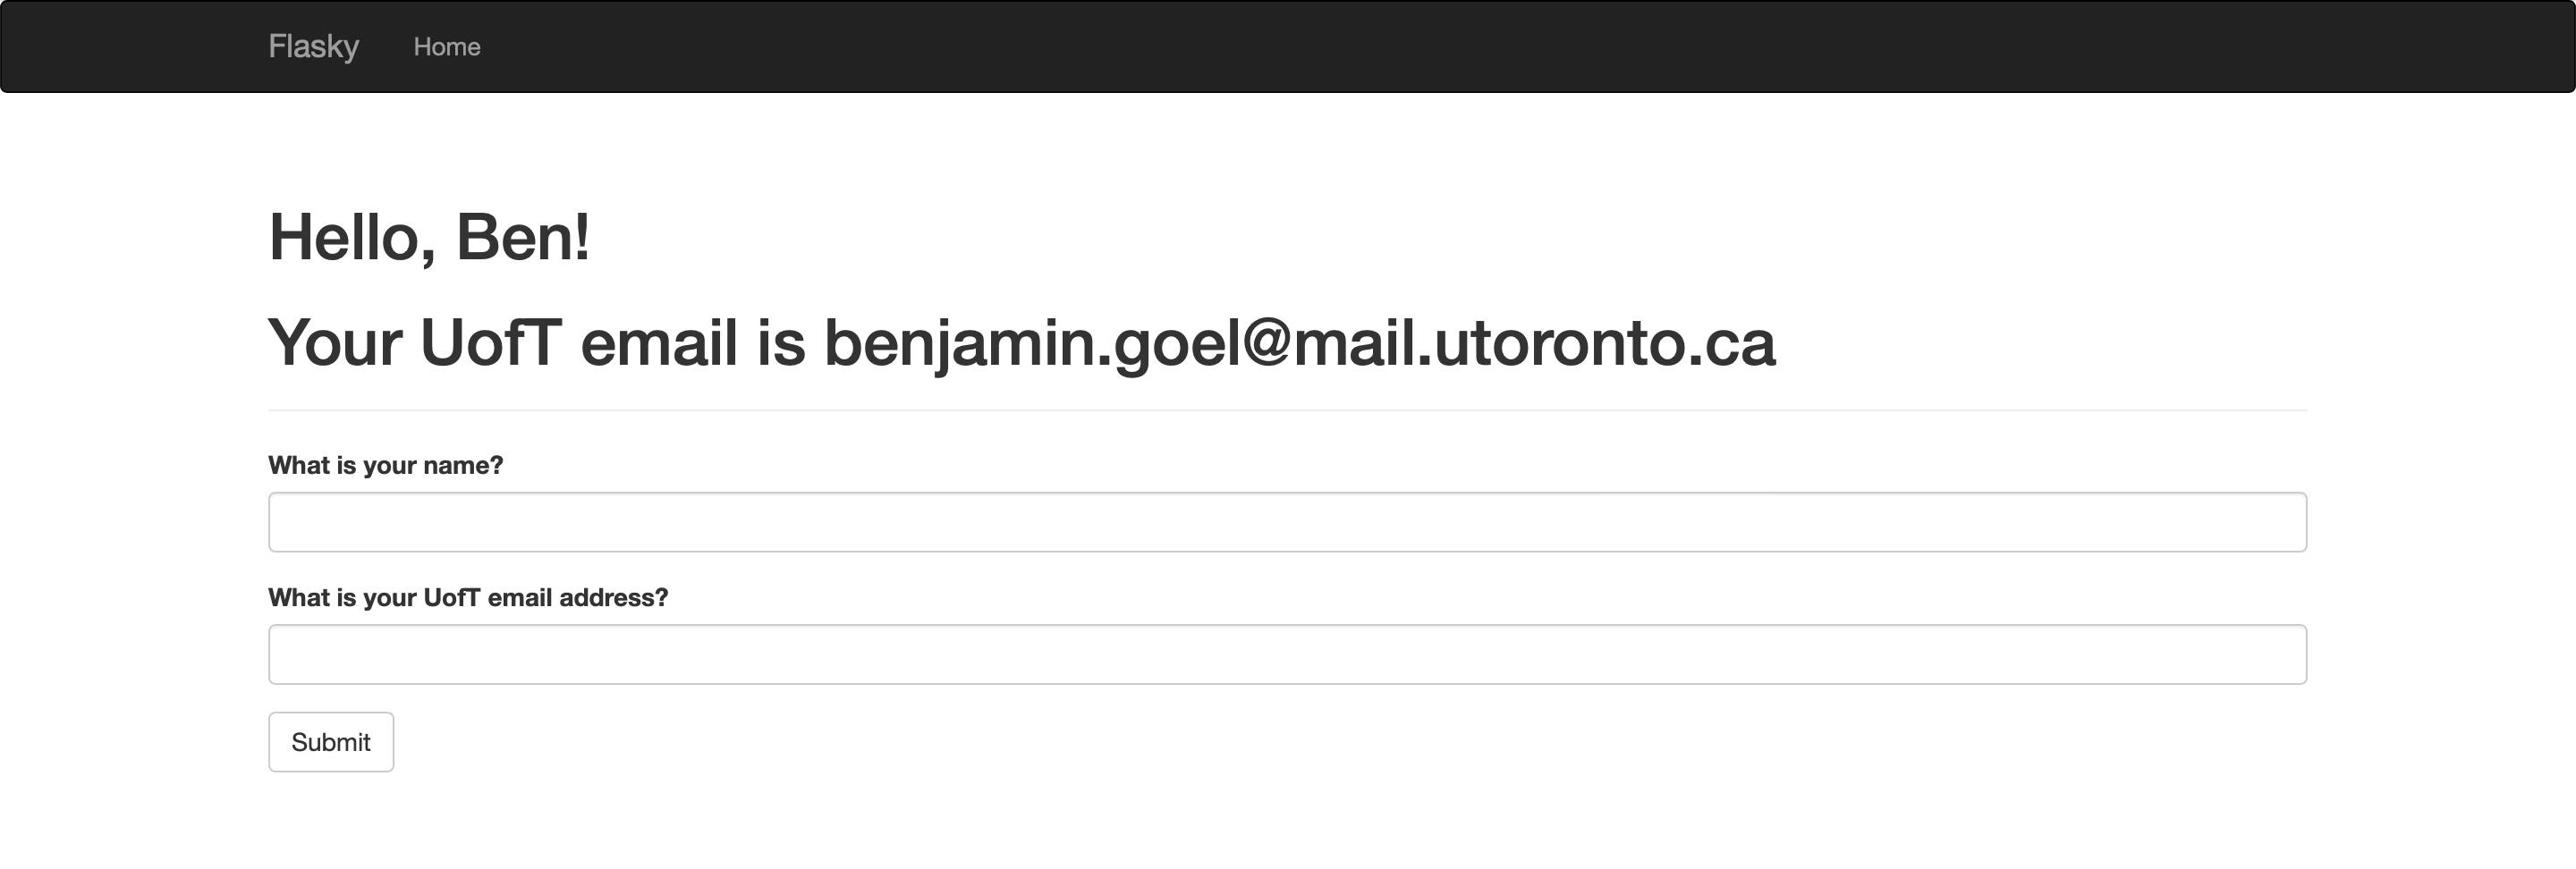 Flasky Home
Hello, Ben!
Your UofT email is benjamin.goel@mail.utoronto.ca
What is your name?
What is your UofT email address?
Submit